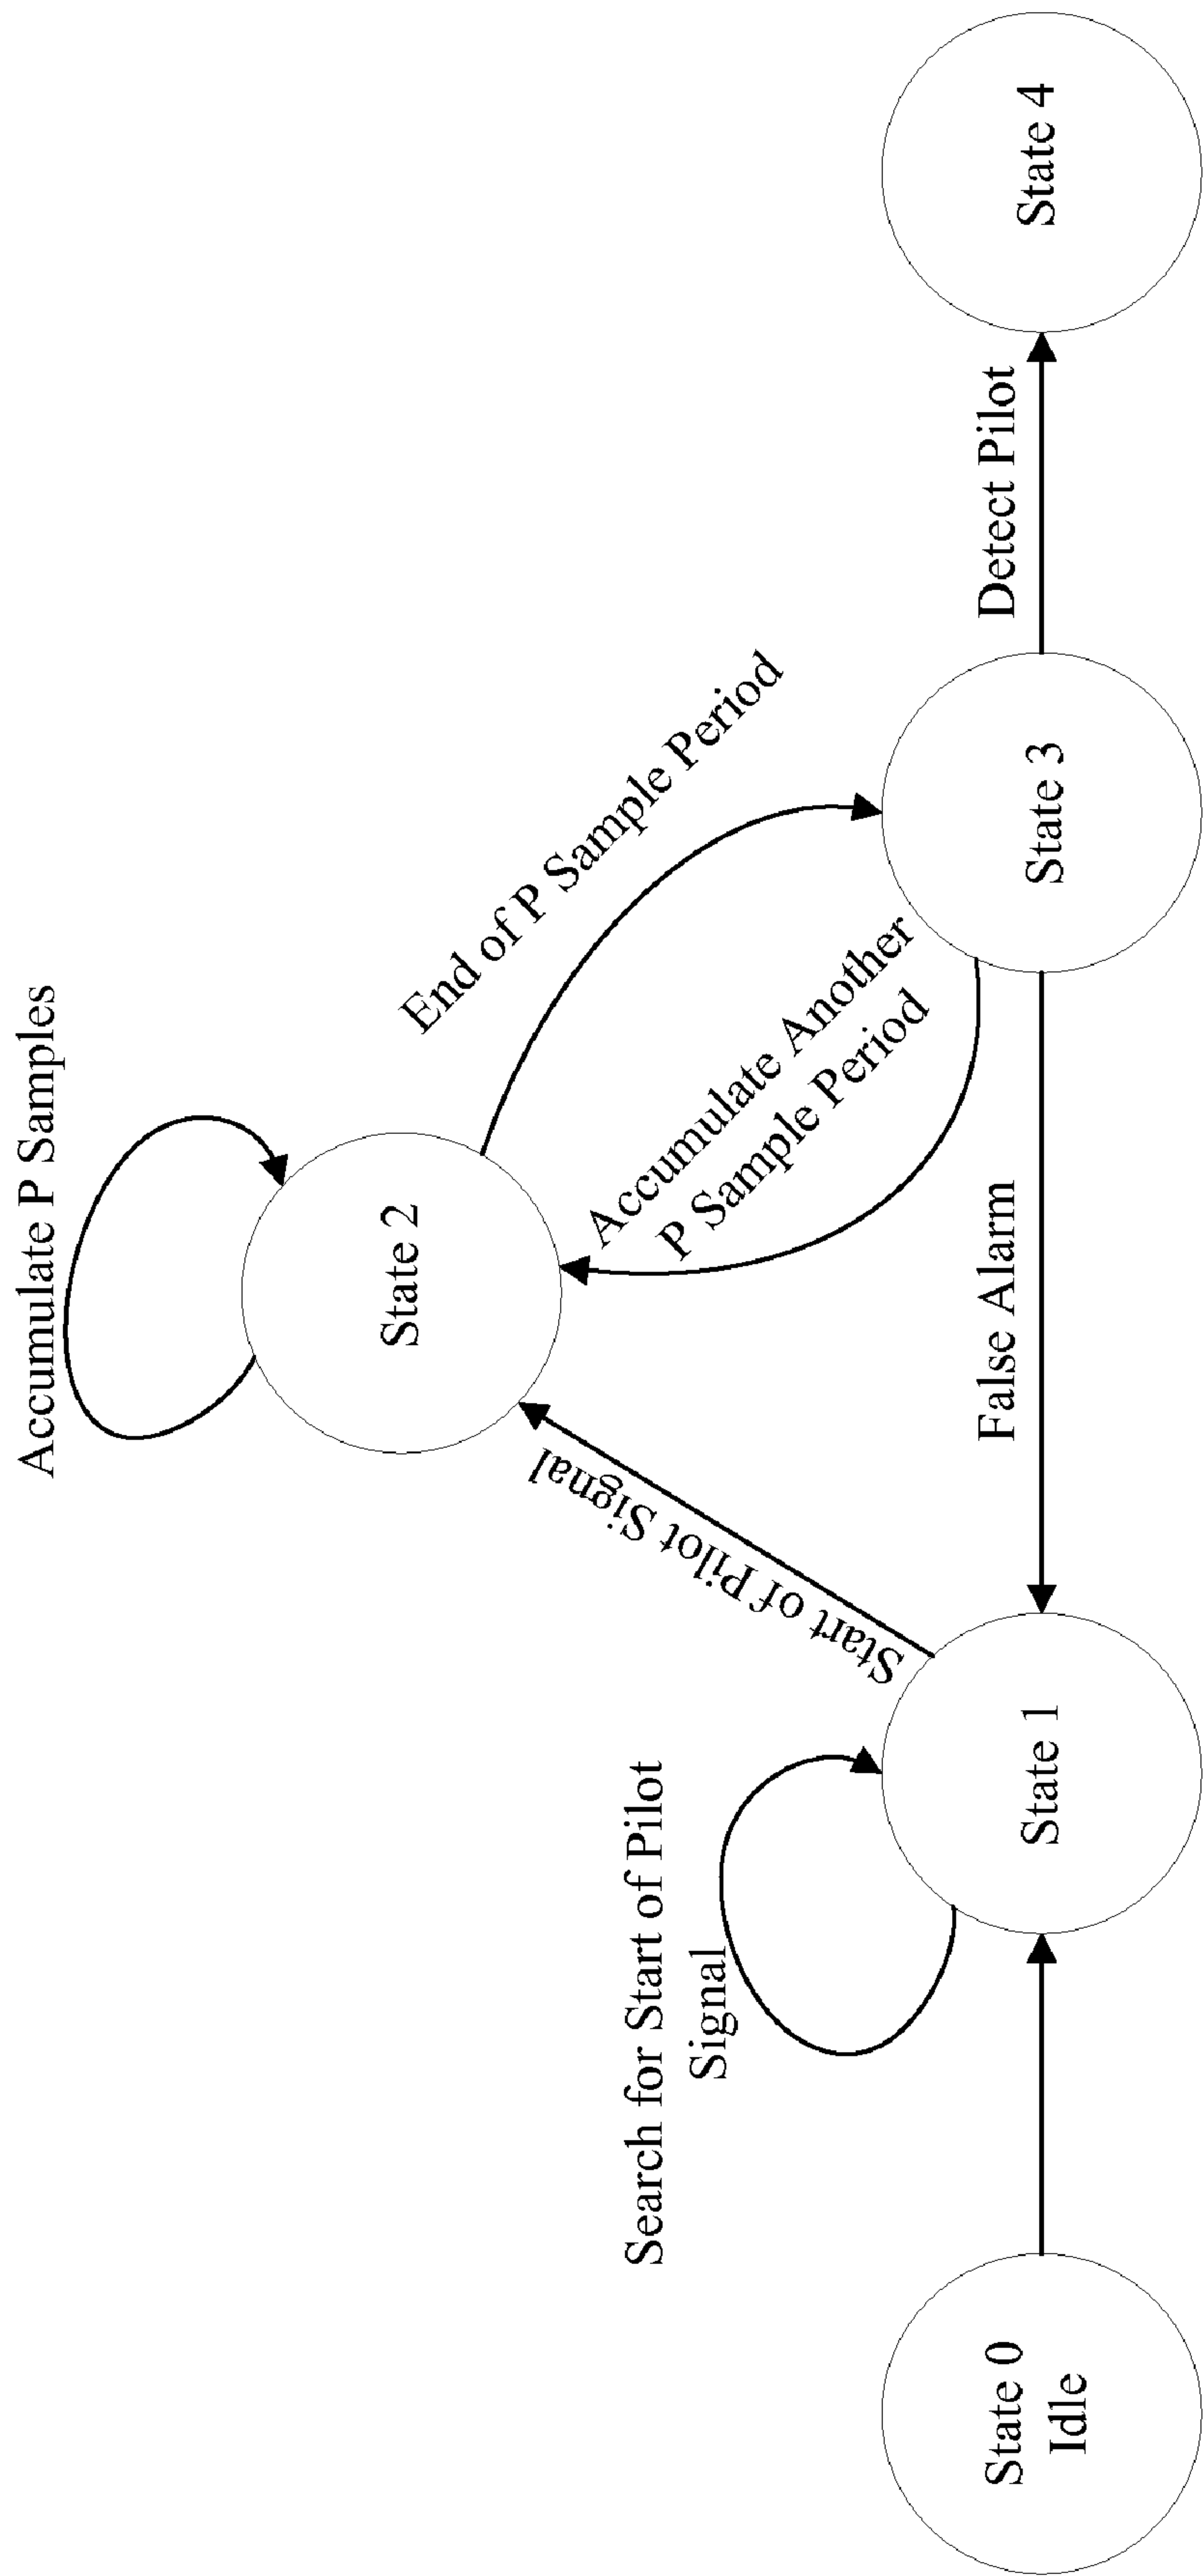 Accumulate P Samples
State 2
End of P Sample Period
Accumulate Another
P Sample Period
Start of Pilot Signal
Search for Start of Pilot
Signal
False Alarm
Detect Pilot
State 0
Idle
State 1
State 3
State 4